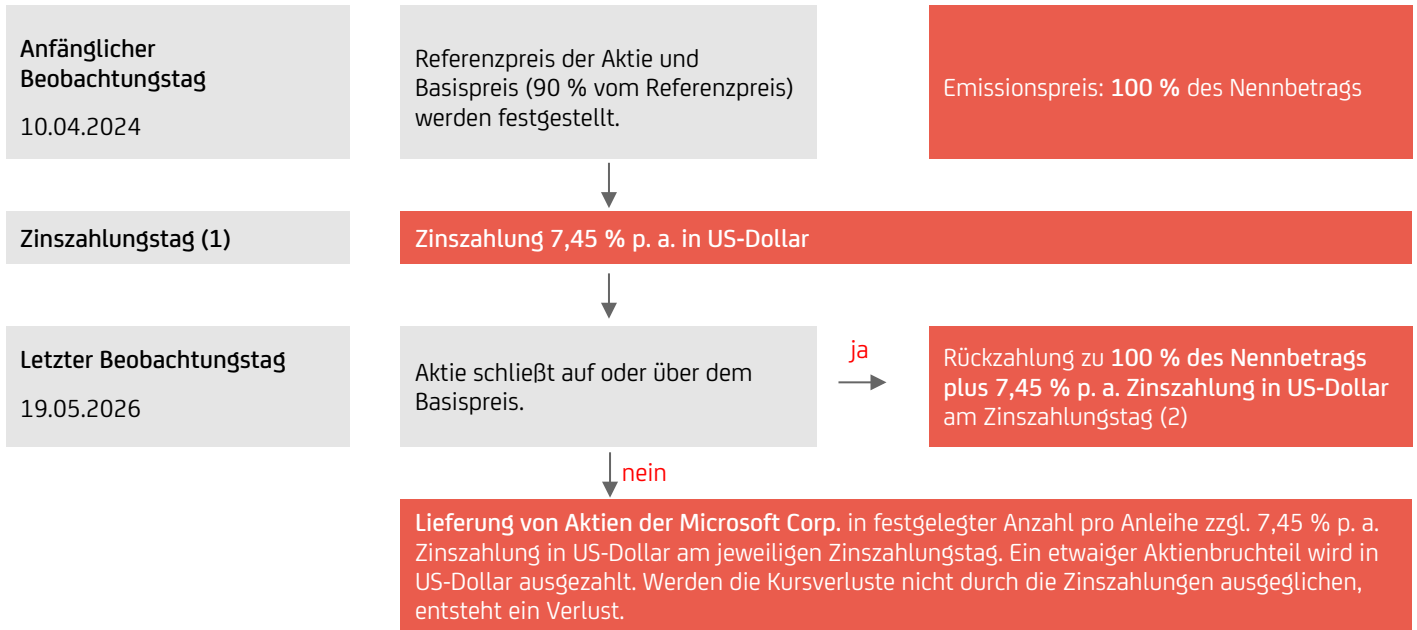 Anfänglicher
Beobachtungstag
10.04.2024
Referenzpreis der Aktie und
Basispreis (90 % vom Referenzpreis)
werden festgestellt.
Emissionspreis: 100 % des Nennbetrags
Zinszahlungstag (1)
Zinszahlung 7,45 % p. a. in US-Dollar
Letzter Beobachtungstag
19.05.2026
Aktie schließt auf oder über dem
Basispreis.
ja
Rückzahlung zu 100 % des Nennbetrags
plus 7,45 % p. a. Zinszahlung in US-Dollar
am Zinszahlungstag (2)
nein
Lieferung von Aktien der Microsoft Corp. in festgelegter Anzahl pro Anleihe zzgl. 7,45 % p. a.
Zinszahlung in US-Dollar am jeweiligen Zinszahlungstag. Ein etwaiger Aktienbruchteil wird in
US-Dollar ausgezahlt. Werden die Kursverluste nicht durch die Zinszahlungen ausgeglichen,
entsteht ein Verlust.